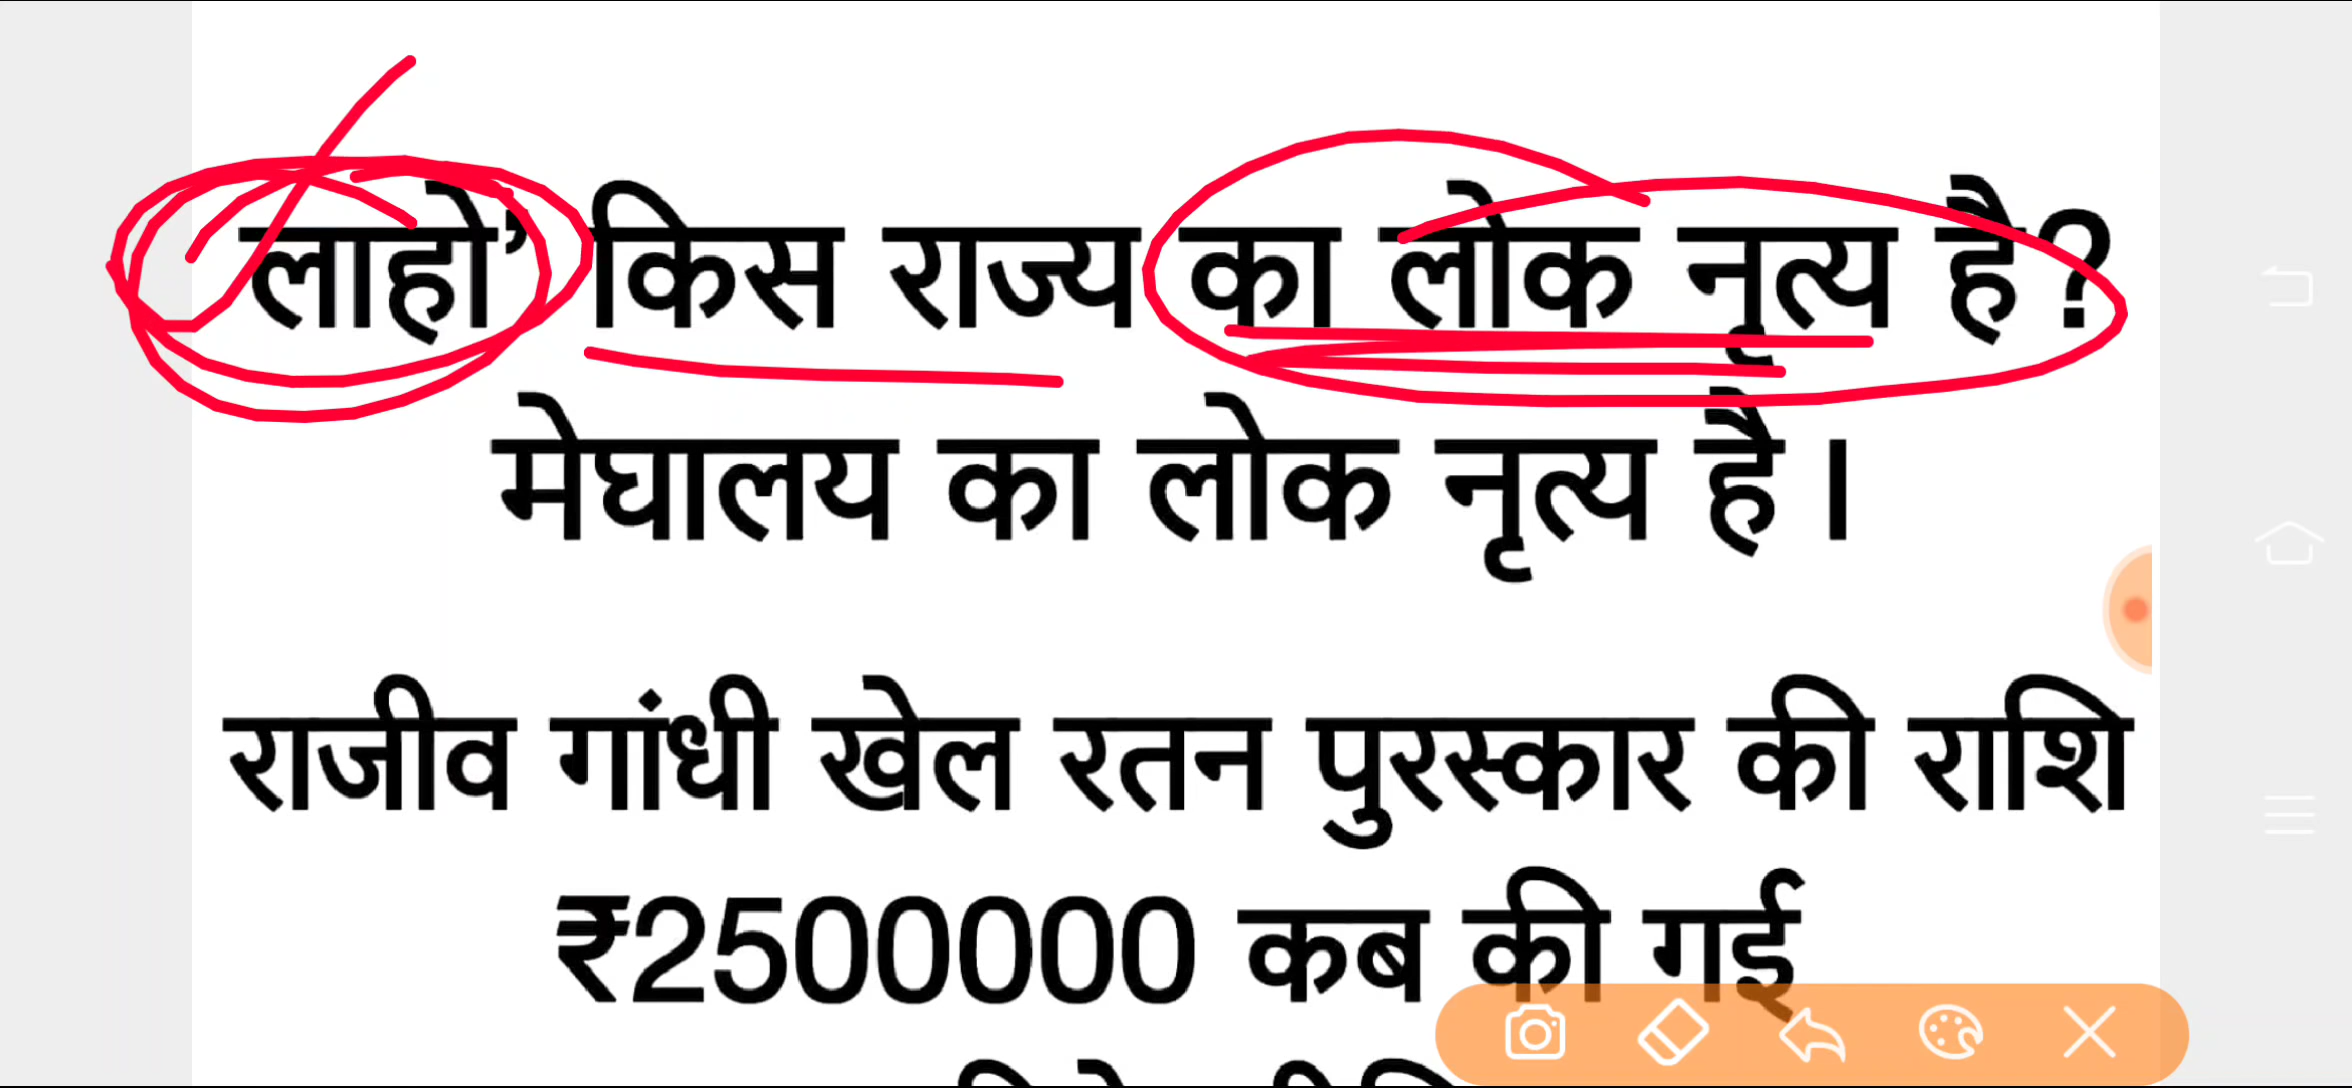 लाहो’ किस राज्य का लोक नृत्य है?
मेघालय का लोक नृत्य है।
राजीव गांधी खेल रतन पुरस्कार की राशि
₹2500000 कब की गई